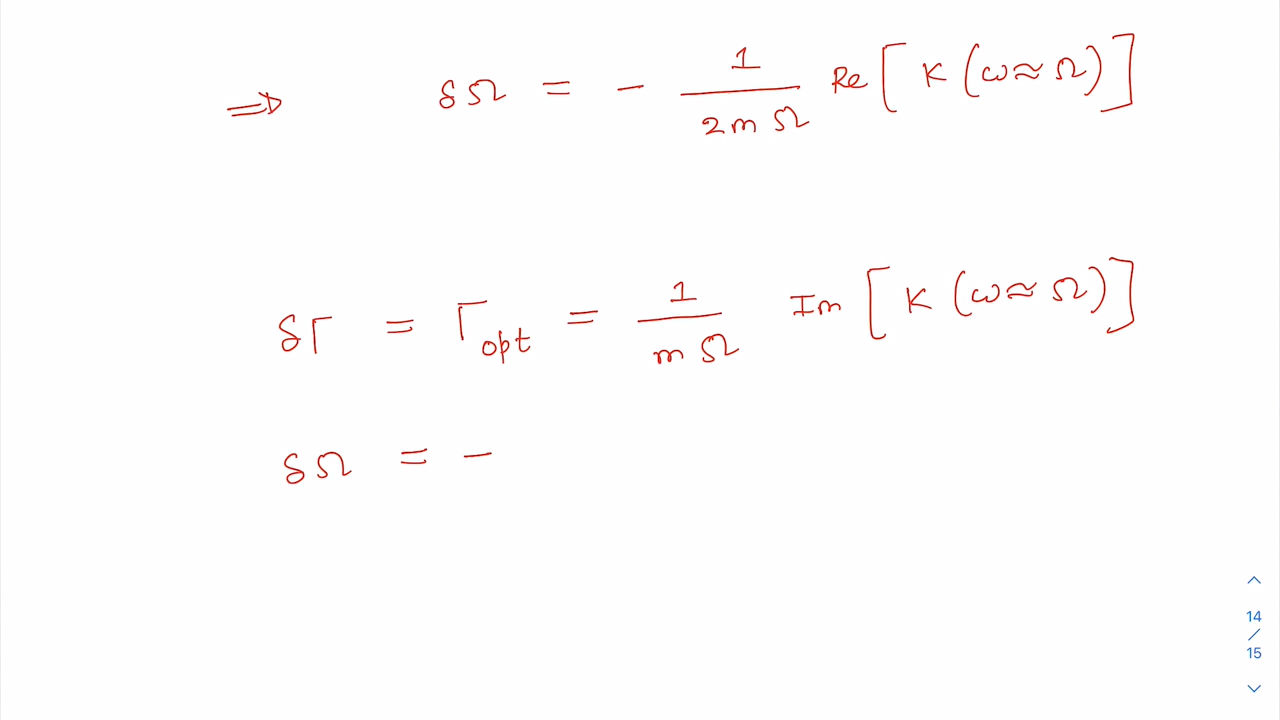 ⇒ δΩ = - 1/(2mΩ) Re[K(ω≈Ω)]
δΓ = Γ_opt = 1/(mΩ) Im[K(ω≈Ω)]
δΩ = -
14
/
15